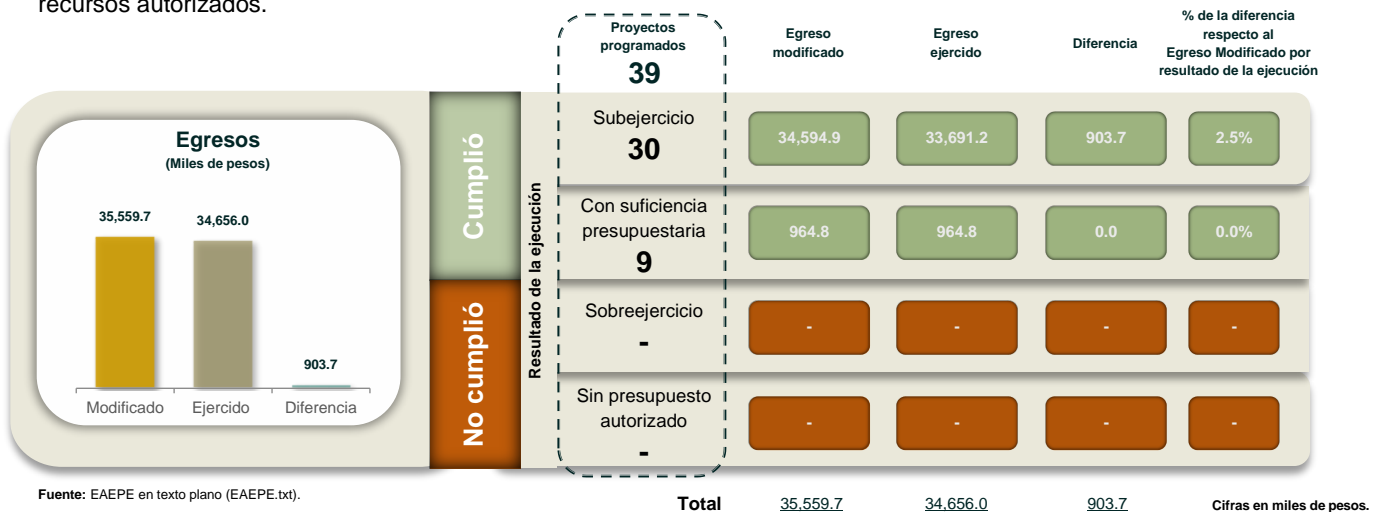 recursos autorizados.
Proyectos
programados
39
Egreso
modificado
Egreso
ejercido
Diferencia
% de la diferencia
respecto al
Egreso Modificado por
resultado de la ejecución
Egresos
(Miles de pesos)
35,559.7
34,656.0
903.7
Modificado
Ejercido
Diferencia
Cumplió
No cumplió
Resultado de la ejecución
Subejercicio
30
34,594.9
33,691.2
903.7
2.5%
Con suficiencia
presupuestaria
9
964.8
964.8
0.0
0.0%
Sobreejercicio
-
-
-
-
-
Sin presupuesto
autorizado
-
-
-
-
-
Fuente: EAEPE en texto plano (EAEPE.txt).
Total
35,559.7
34,656.0
903.7
Cifras en miles de pesos.